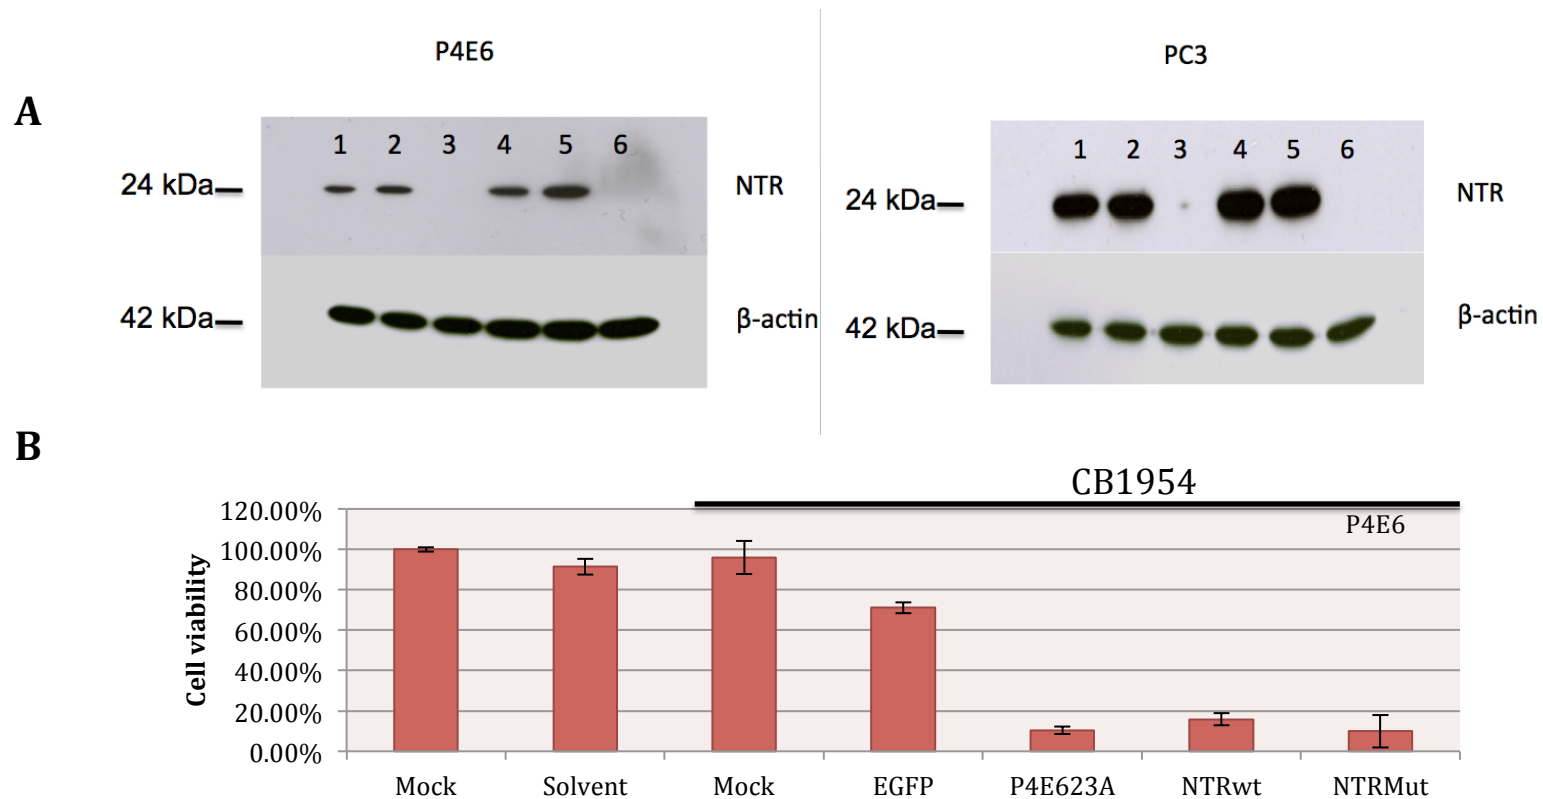 P4E6
PC3
A
1 2 3 4 5 6
24 kDa
NTR
42 kDa
β-actin
1 2 3 4 5 6
24 kDa
NTR
42 kDa
β-actin
B
CB1954
P4E6
Cell viability
120.00%
100.00%
80.00%
60.00%
40.00%
20.00%
0.00%
Mock Solvent Mock EGFP P4E623A NTRwt NTRMut